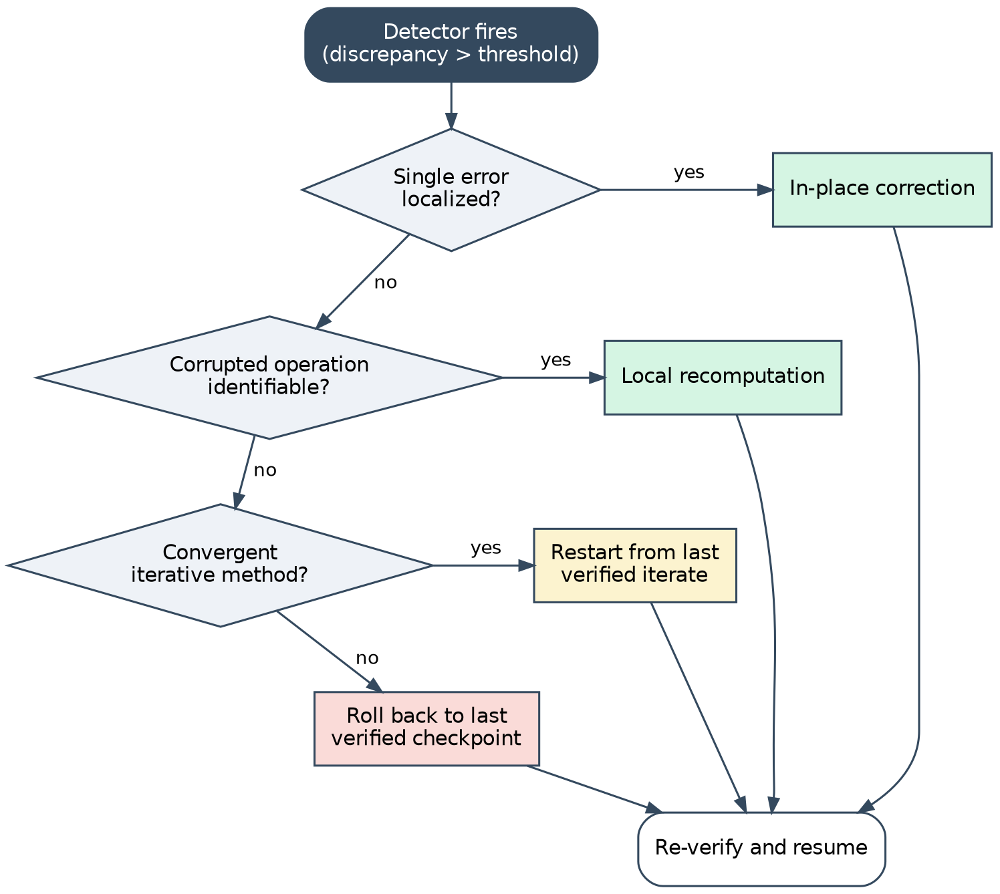 Detector fires
(discrepancy > threshold)
Single error
localized?
yes
In-place correction
no
Corrupted operation
identifiable?
yes
Local recomputation
no
Convergent
iterative method?
yes
Restart from last
verified iterate
no
Roll back to last
verified checkpoint
Re-verify and resume